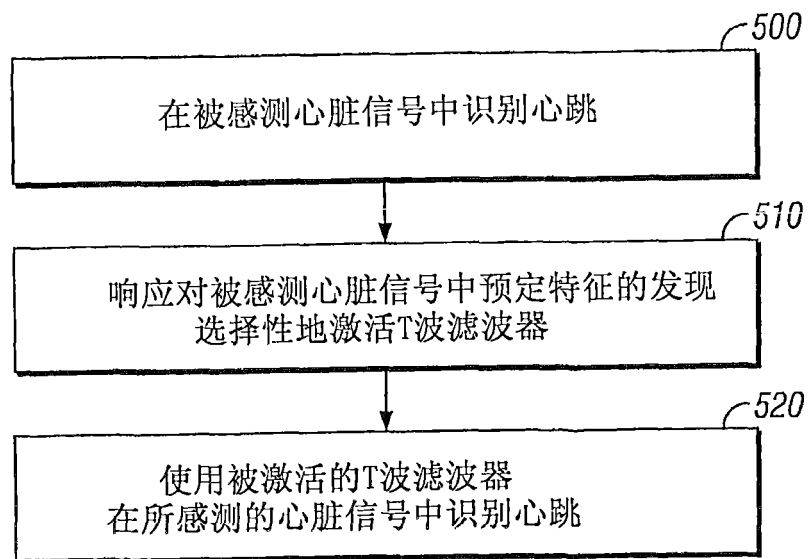 500
在被感测心脏信号中识别心跳
510
响应对被感测心脏信号中预定特征的发现
选择性地激活T波滤波器
520
使用被激活的T波滤波器
在所感测的心脏信号中识别心跳